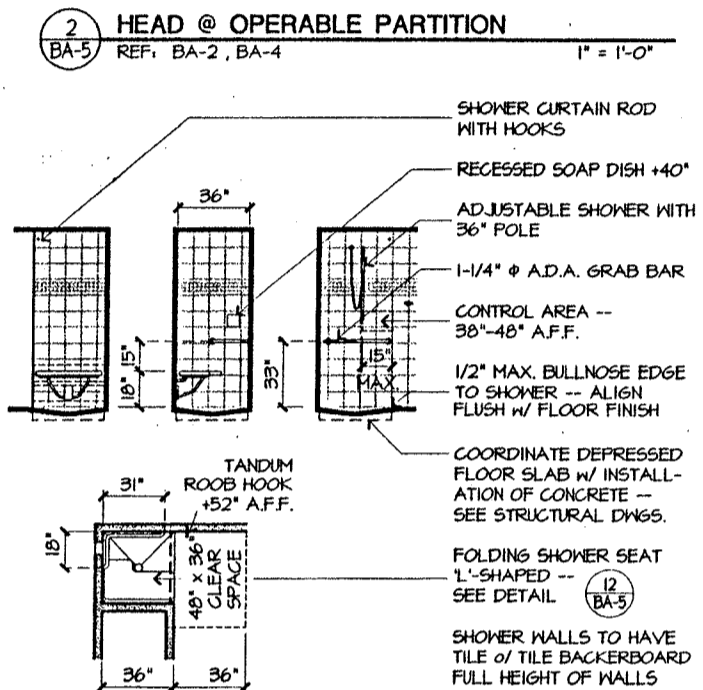 2
BA-5
HEAD @ OPERABLE PARTITION
REF: BA-2, BA-4
1" = 1'-0"
SHOWER CURTAIN ROD
WITH HOOKS
RECESSED SOAP DISH +40"
36"
ADJUSTABLE SHOWER WITH
36" POLE
1-1/4" Φ A.D.A. GRAB BAR
CONTROL AREA --
38"-48" A.F.F.
15"
18"
33"
15"
MAX.
1/2" MAX. BULLNOSE EDGE
TO SHOWER -- ALIGN
FLUSH W/ FLOOR FINISH
COORDINATE DEPRESSED
FLOOR SLAB W/ INSTALL-
ATION OF CONCRETE --
SEE STRUCTURAL DWGS.
TANDUM
ROOB HOOK
+52" A.F.F.
31"
18"
48" X 36"
CLEAR
SPACE
36"
36"
FOLDING SHOWER SEAT
'L'-SHAPED --
SEE DETAIL
12
BA-5
SHOWER WALLS TO HAVE
TILE o/ TILE BACKERBOARD
FULL HEIGHT OF WALLS